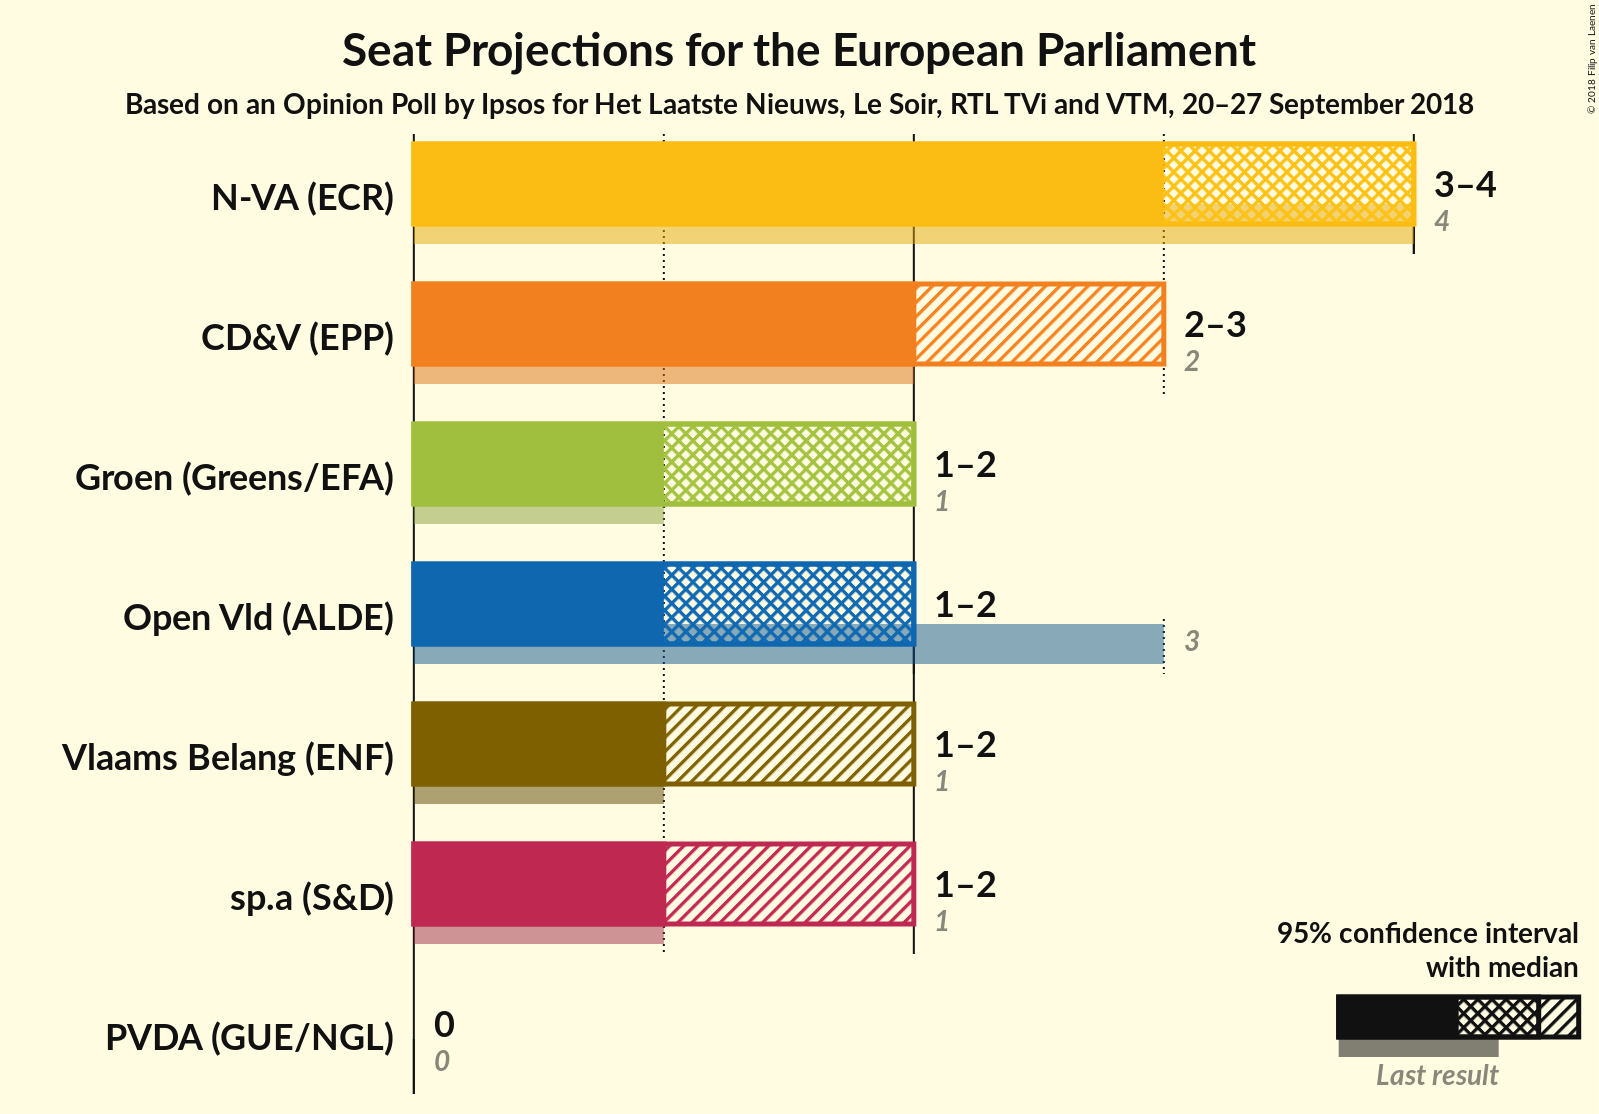 Seat Projections for the European Parliament
Based on an Opinion Poll by Ipsos for Het Laatste Nieuws, Le Soir, RTL TVi and VTM, 20–27 September 2018
© 2018 Filip van Laenen
N-VA (ECR)
3–4
4
CD&V (EPP)
2–3
2
Groen (Greens/EFA)
1–2
1
Open Vld (ALDE)
1–2
3
Vlaams Belang (ENF)
1–2
1
sp.a (S&D)
1–2
1
PVDA (GUE/NGL)
0
0
95% confidence interval
with median
Last result